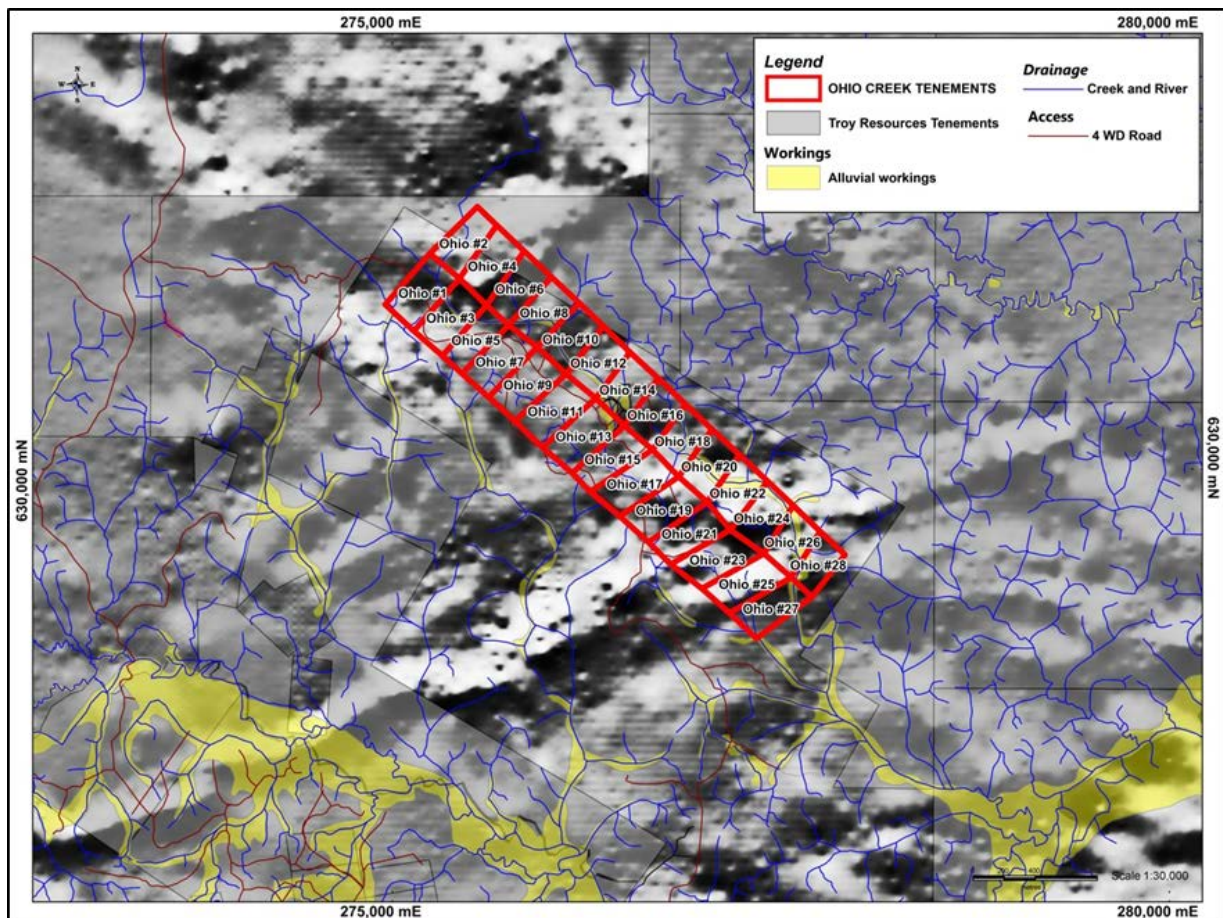 275,000 mE
280,000 mE
N
W E
S
Legend
OHIO CREEK TENEMENTS
Troy Resources Tenements
Workings
Alluvial workings
Drainage
Creek and River
Access
4 WD Road
630,000 mN
630,000 mN
Ohio #2
Ohio #4
Ohio #1
Ohio #6
Ohio #3
Ohio #8
Ohio #5
Ohio #10
Ohio #7
Ohio #12
Ohio #9
Ohio #14
Ohio #11
Ohio #16
Ohio #13
Ohio #18
Ohio #15
Ohio #20
Ohio #17
Ohio #22
Ohio #19
Ohio #24
Ohio #21
Ohio #26
Ohio #23
Ohio #28
Ohio #25
Ohio #27
Scale 1:30.000
275,000 mE
280,000 mE